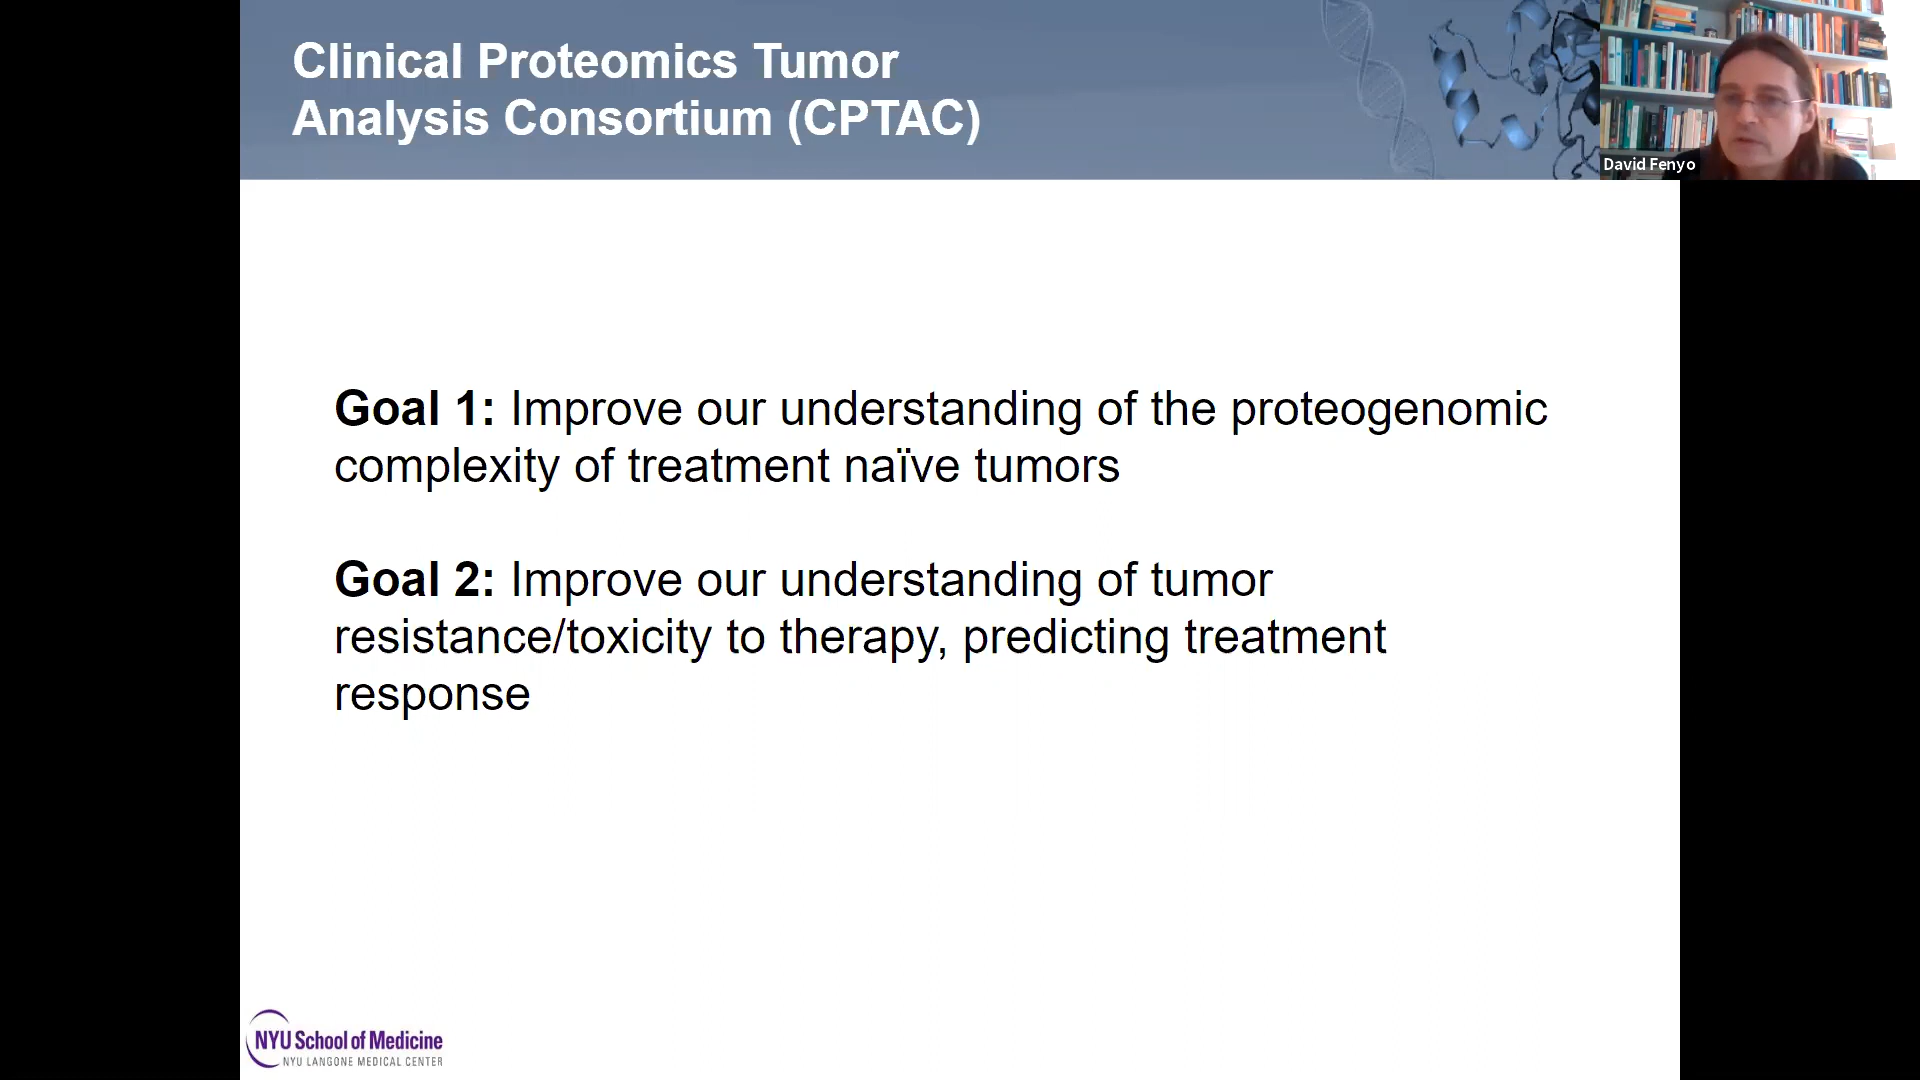 Clinical Proteomics Tumor
Analysis Consortium (CPTAC)
David Fenyo
Goal 1: Improve our understanding of the proteogenomic
complexity of treatment naïve tumors
Goal 2: Improve our understanding of tumor
resistance/toxicity to therapy, predicting treatment
response
NYU School of Medicine
NYU LANGONE MEDICAL CENTER